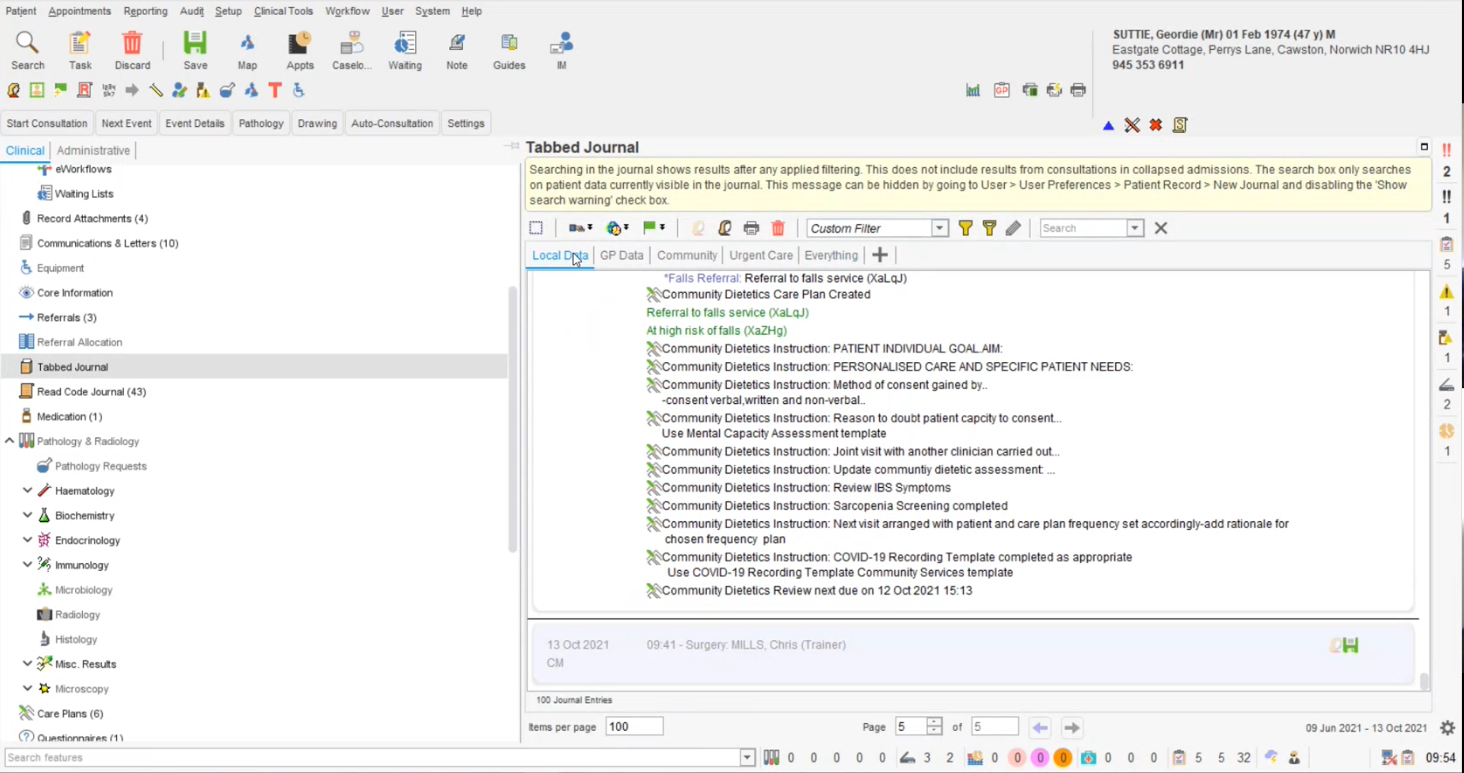 Patient Appointments Reporting Audit Setup Clinical Tools Workflow User System Help
Search Task Discard Save Map Appts Caselo... Waiting Note Guides IM
SUTTIE, Geordie (Mr) 01 Feb 1974 (47 y) M
Eastgate Cottage, Perrys Lane, Cawston, Norwich NR10 4HJ
945 353 6911
Start Consultation Next Event Event Details Pathology Drawing Auto-Consultation Settings
Clinical Administrative
eWorkflows
Waiting Lists
Record Attachments (4)
Communications & Letters (10)
Equipment
Core Information
Referrals (3)
Referral Allocation
Tabbed Journal
Read Code Journal (43)
Medication (1)
Pathology & Radiology
Pathology Requests
Haematology
Biochemistry
Endocrinology
Immunology
Microbiology
Radiology
Histology
Misc. Results
Microscopy
Care Plans (6)
Questionnaires (1)
Tabbed Journal
Searching in the journal shows results after any applied filtering. This does not include results from consultations in collapsed admissions. The search box only searches
on patient data currently visible in the journal. This message can be hidden by going to User > User Preferences > Patient Record > New Journal and disabling the 'Show
search warning' check box.
Custom Filter Search
Local Data GP Data Community Urgent Care Everything
*Falls Referral: Referral to falls service (XaLqJ)
Community Dietetics Care Plan Created
Referral to falls service (XaLqJ)
At high risk of falls (XaZHg)
Community Dietetics Instruction: PATIENT INDIVIDUAL GOAL.AIM:
Community Dietetics Instruction: PERSONALISED CARE AND SPECIFIC PATIENT NEEDS:
Community Dietetics Instruction: Method of consent gained by..
-consent verbal,written and non-verbal..
Community Dietetics Instruction: Reason to doubt patient capcity to consent...
Use Mental Capacity Assessment template
Community Dietetics Instruction: Joint visit with another clinician carried out...
Community Dietetics Instruction: Update communtiy dietetic assessment: ...
Community Dietetics Instruction: Review IBS Symptoms
Community Dietetics Instruction: Sarcopenia Screening completed
Community Dietetics Instruction: Next visit arranged with patient and care plan frequency set accordingly-add rationale for
chosen frequency plan
Community Dietetics Instruction: COVID-19 Recording Template completed as appropriate
Use COVID-19 Recording Template Community Services template
Community Dietetics Review next due on 12 Oct 2021 15:13
13 Oct 2021 09:41 - Surgery: MILLS, Chris (Trainer)
CM
100 Journal Entries
Items per page 100 Page 5 of 5 09 Jun 2021 - 13 Oct 2021
!!
2
!!
1
5
1
1
2
1
Search features 0 0 0 0 0 3 2 0 0 0 0 0 0 0 5 5 32 09:54